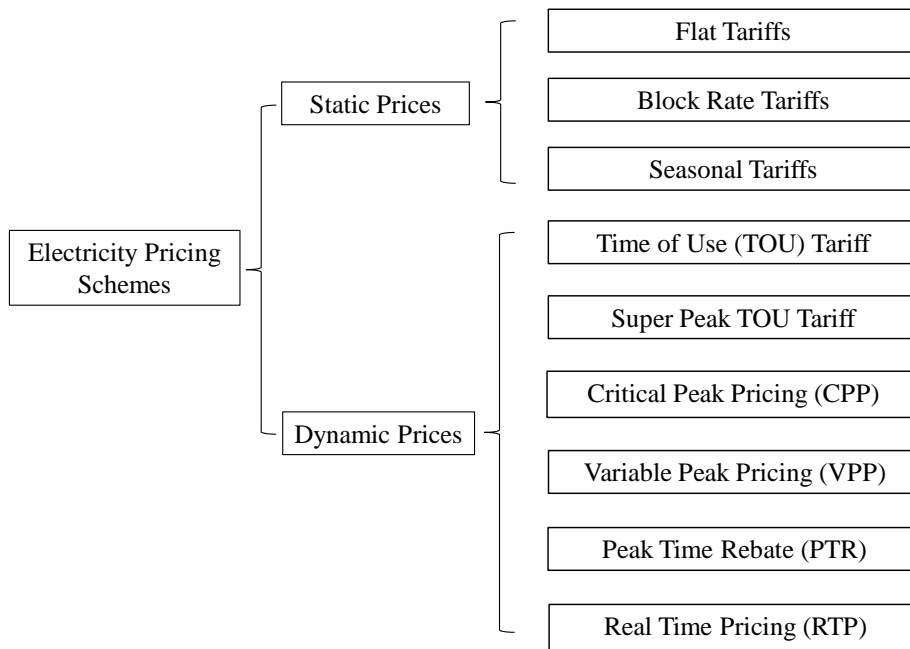 Electricity Pricing
Schemes
Static Prices
Flat Tariffs
Block Rate Tariffs
Seasonal Tariffs
Dynamic Prices
Time of Use (TOU) Tariff
Super Peak TOU Tariff
Critical Peak Pricing (CPP)
Variable Peak Pricing (VPP)
Peak Time Rebate (PTR)
Real Time Pricing (RTP)